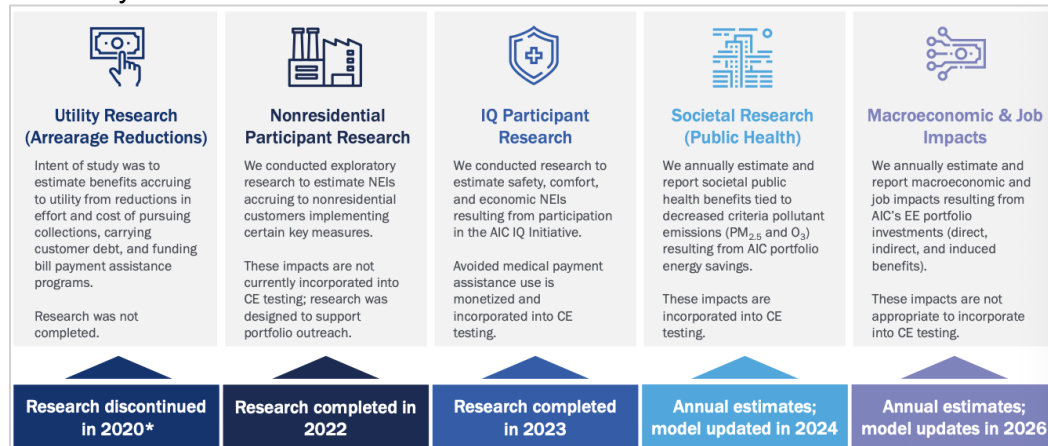 Utility Research
(Arrearage Reductions)
Intent of study was to
estimate benefits accruing
to utility from reductions in
effort and cost of pursuing
collections, carrying
customer debt, and funding
bill payment assistance
programs.
Research was not
completed.
Research discontinued
in 2020*
Nonresidential
Participant Research
We conducted exploratory
research to estimate NEIs
accruing to nonresidential
customers implementing
certain key measures.
These impacts are not
currently incorporated into
CE testing; research was
designed to support
portfolio outreach.
Research completed in
2022
IQ Participant
Research
We conducted research to
estimate safety, comfort,
and economic NEIs
resulting from participation
in the AIC IQ Initiative.
Avoided medical payment
assistance use is
monetized and
incorporated into CE
testing.
Research completed
in 2023
Societal Research
(Public Health)
We annually estimate and
report societal public
health benefits tied to
decreased criteria pollutant
emissions (PM2.5 and O3)
resulting from AIC portfolio
energy savings.
These impacts are
incorporated into CE
testing.
Annual estimates;
model updated in 2024
Macroeconomic & Job
Impacts
We annually estimate and
report macroeconomic and
job impacts resulting from
AIC's EE portfolio
investments (direct,
indirect, and induced
benefits).
These impacts are not
appropriate to incorporate
into CE testing.
Annual estimates;
model updates in 2026